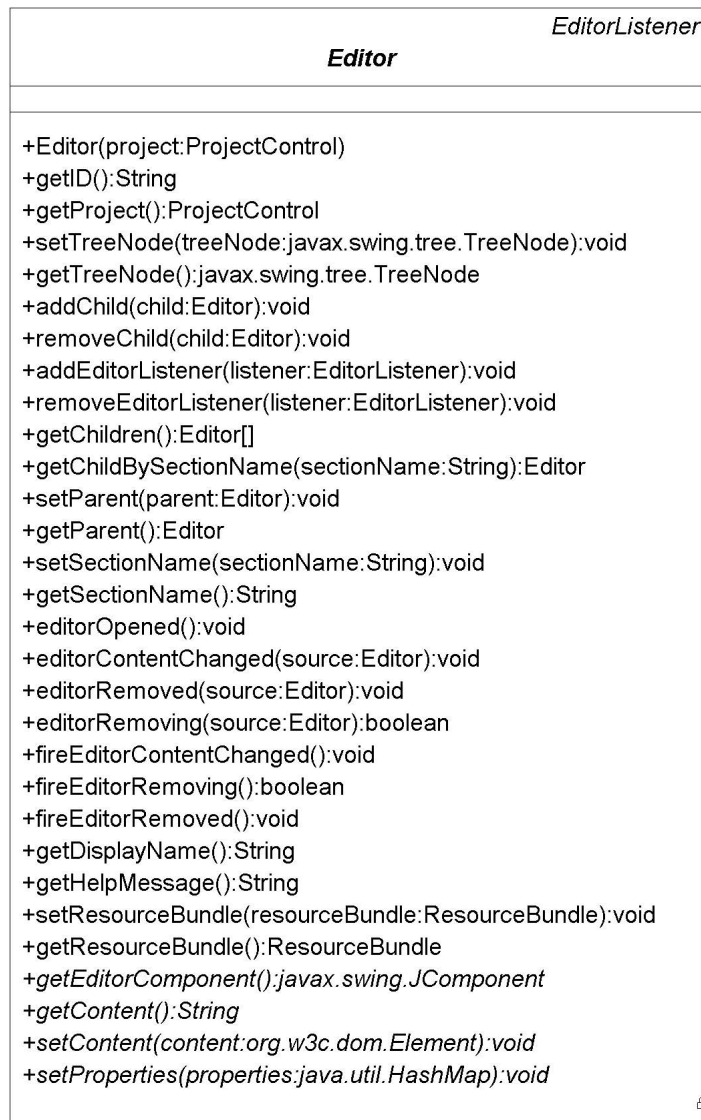 EditorListener
Editor
+Editor(project:ProjectControl)
+getID():String
+getProject():ProjectControl
+setTreeNode(treeNode:javax.swing.tree.TreeNode):void
+getTreeNode():javax.swing.tree.TreeNode
+addChild(child:Editor):void
+removeChild(child:Editor):void
+addEditorListener(listener:EditorListener):void
+removeEditorListener(listener:EditorListener):void
+getChildren():Editor[]
+getChildBySectionName(sectionName:String):Editor
+setParent(parent:Editor):void
+getParent():Editor
+setSectionName(sectionName:String):void
+getSectionName():String
+editorOpened():void
+editorContentChanged(source:Editor):void
+editorRemoved(source:Editor):void
+editorRemoving(source:Editor):boolean
+fireEditorContentChanged():void
+fireEditorRemoving():boolean
+fireEditorRemoved():void
+getDisplayName():String
+getHelpMessage():String
+setResourceBundle(resourceBundle:ResourceBundle):void
+getResourceBundle():ResourceBundle
+getEditorComponent():javax.swing.JComponent
+getContent():String
+setContent(content:org.w3c.dom.Element):void
+setProperties(properties:java.util.HashMap):void